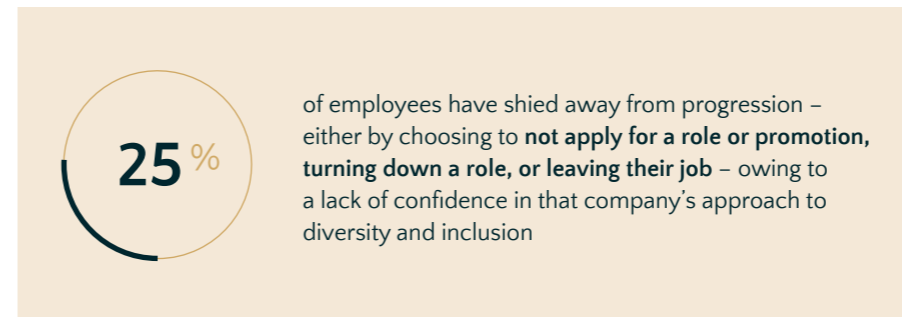 25%
of employees have shied away from progression –
either by choosing to not apply for a role or promotion,
turning down a role, or leaving their job – owing to
a lack of confidence in that company’s approach to
diversity and inclusion